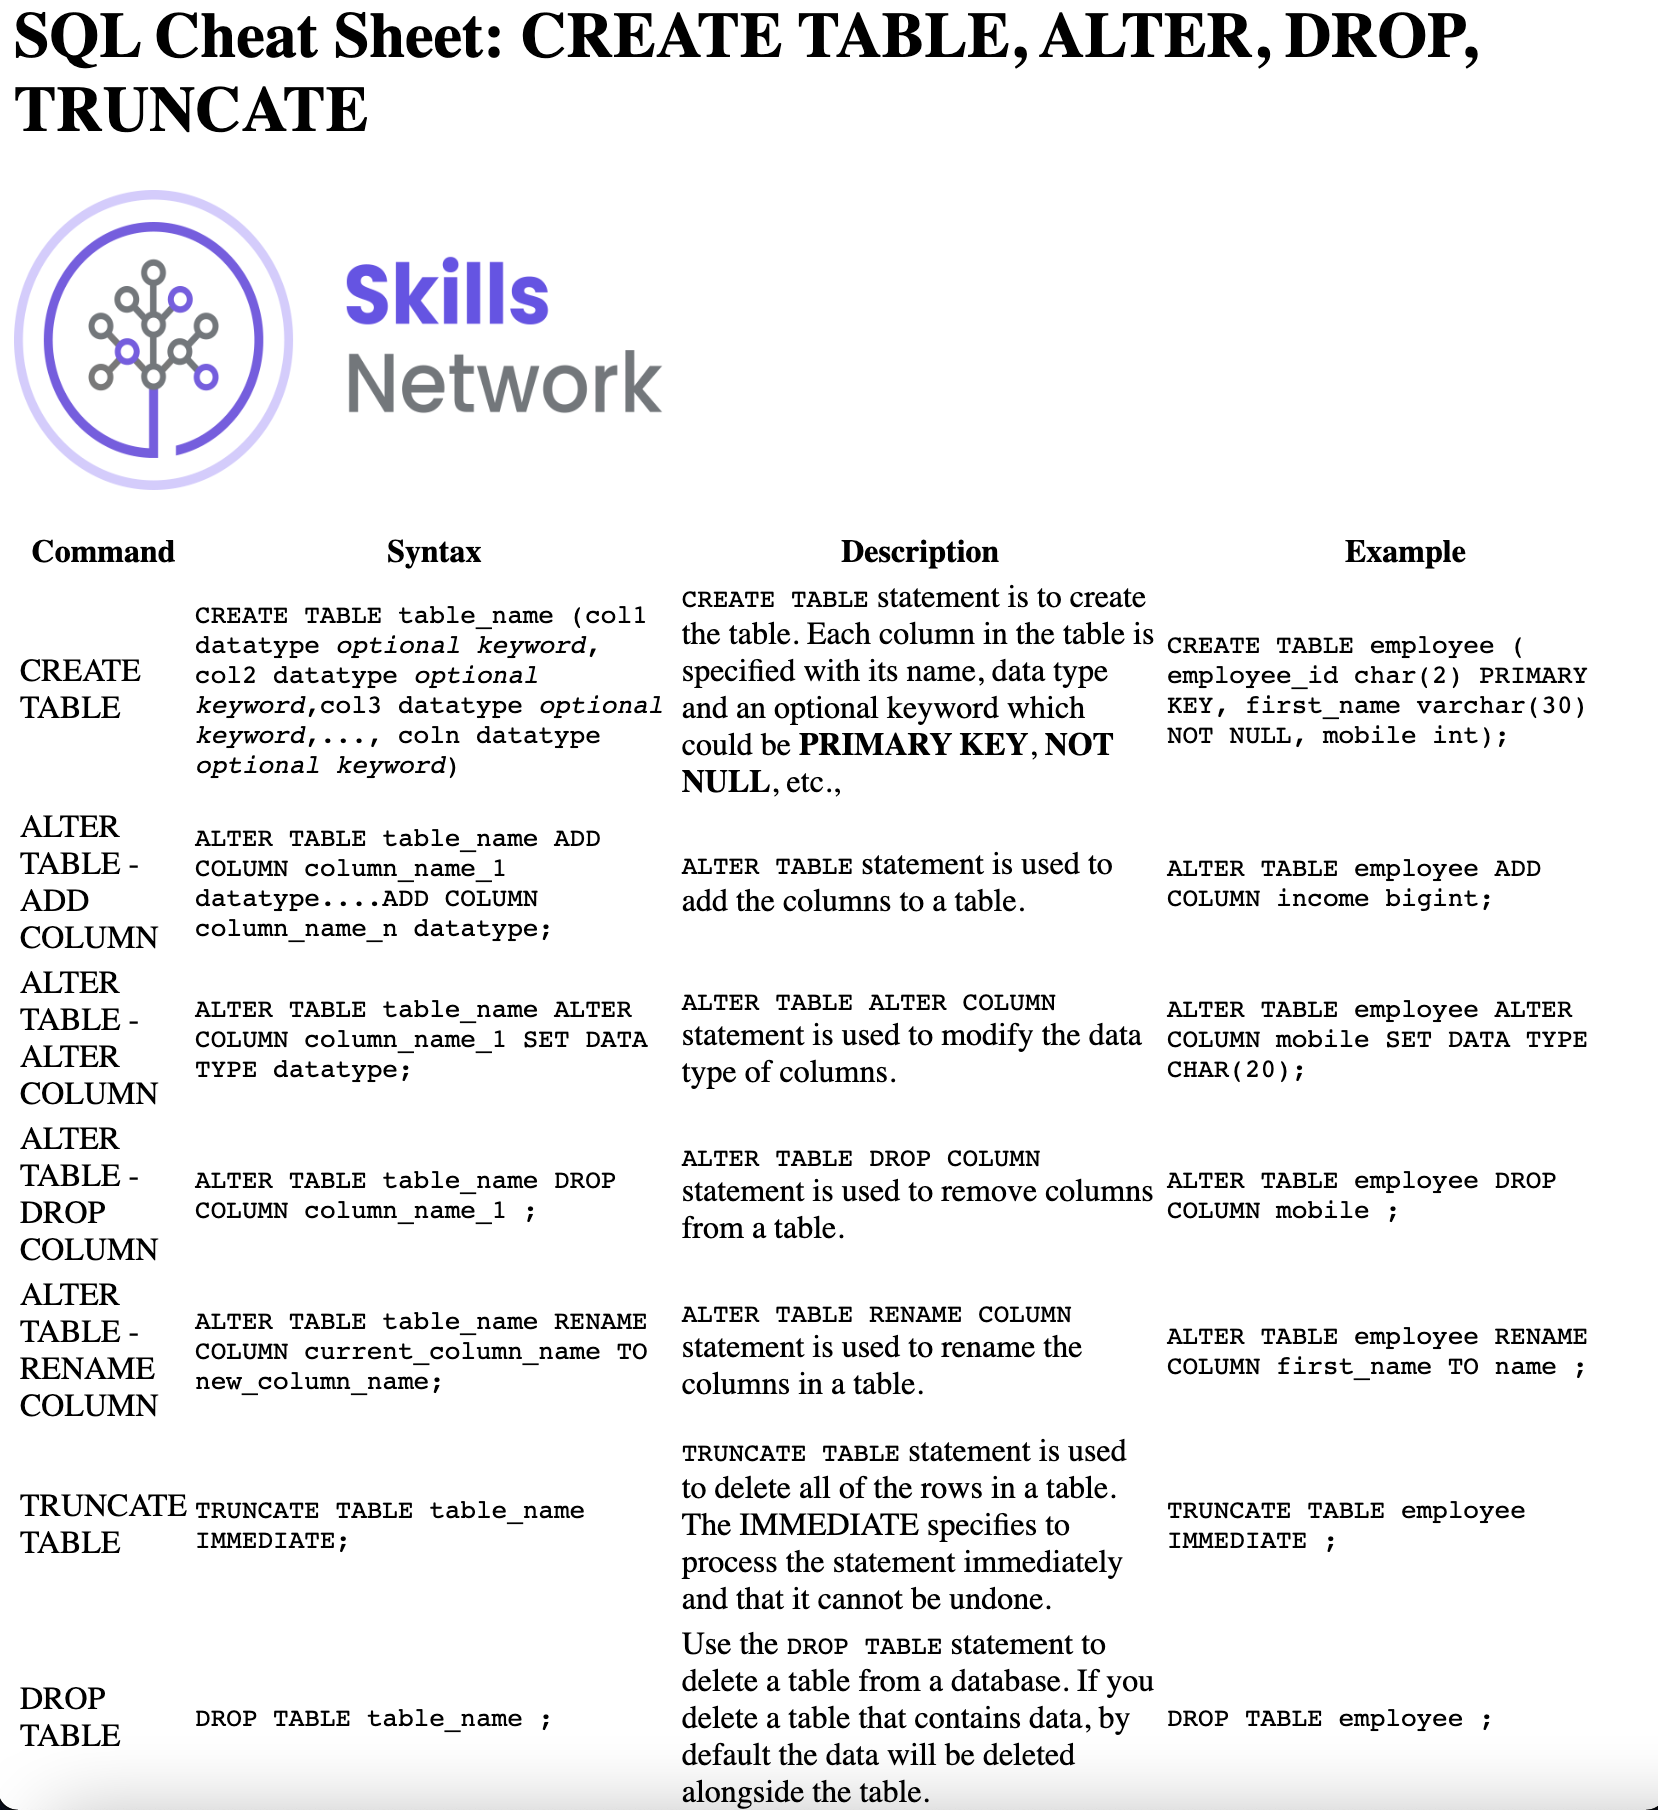 SQL Cheat Sheet: CREATE TABLE, ALTER, DROP,
TRUNCATE
Skills
Network
Command Syntax Description Example
CREATE
TABLE
CREATE TABLE table_name (col1
datatype optional keyword,
col2 datatype optional
keyword,col3 datatype optional
keyword,..., coln datatype
optional keyword)
CREATE TABLE statement is to create
the table. Each column in the table is
specified with its name, data type
and an optional keyword which
could be PRIMARY KEY, NOT
NULL, etc.,
CREATE TABLE employee (
employee_id char(2) PRIMARY
KEY, first_name varchar(30)
NOT NULL, mobile int);
ALTER
TABLE -
ADD
COLUMN
ALTER TABLE table_name ADD
COLUMN column_name_1
datatype....ADD COLUMN
column_name_n datatype;
ALTER TABLE statement is used to
add the columns to a table.
ALTER TABLE employee ADD
COLUMN income bigint;
ALTER
TABLE -
ALTER
COLUMN
ALTER TABLE table_name ALTER
COLUMN column_name_1 SET DATA
TYPE datatype;
ALTER TABLE ALTER COLUMN
statement is used to modify the data
type of columns.
ALTER TABLE employee ALTER
COLUMN mobile SET DATA TYPE
CHAR(20);
ALTER
TABLE -
DROP
COLUMN
ALTER TABLE table_name DROP
COLUMN column_name_1 ;
ALTER TABLE DROP COLUMN
statement is used to remove columns
from a table.
ALTER TABLE employee DROP
COLUMN mobile ;
ALTER
TABLE -
RENAME
COLUMN
ALTER TABLE table_name RENAME
COLUMN current_column_name TO
new_column_name;
ALTER TABLE RENAME COLUMN
statement is used to rename the
columns in a table.
ALTER TABLE employee RENAME
COLUMN first_name TO name ;
TRUNCATE
TABLE
TRUNCATE TABLE table_name
IMMEDIATE;
TRUNCATE TABLE statement is used
to delete all of the rows in a table.
The IMMEDIATE specifies to
process the statement immediately
and that it cannot be undone.
TRUNCATE TABLE employee
IMMEDIATE ;
DROP
TABLE
DROP TABLE table_name ;
Use the DROP TABLE statement to
delete a table from a database. If you
delete a table that contains data, by
default the data will be deleted
alongside the table.
DROP TABLE employee ;